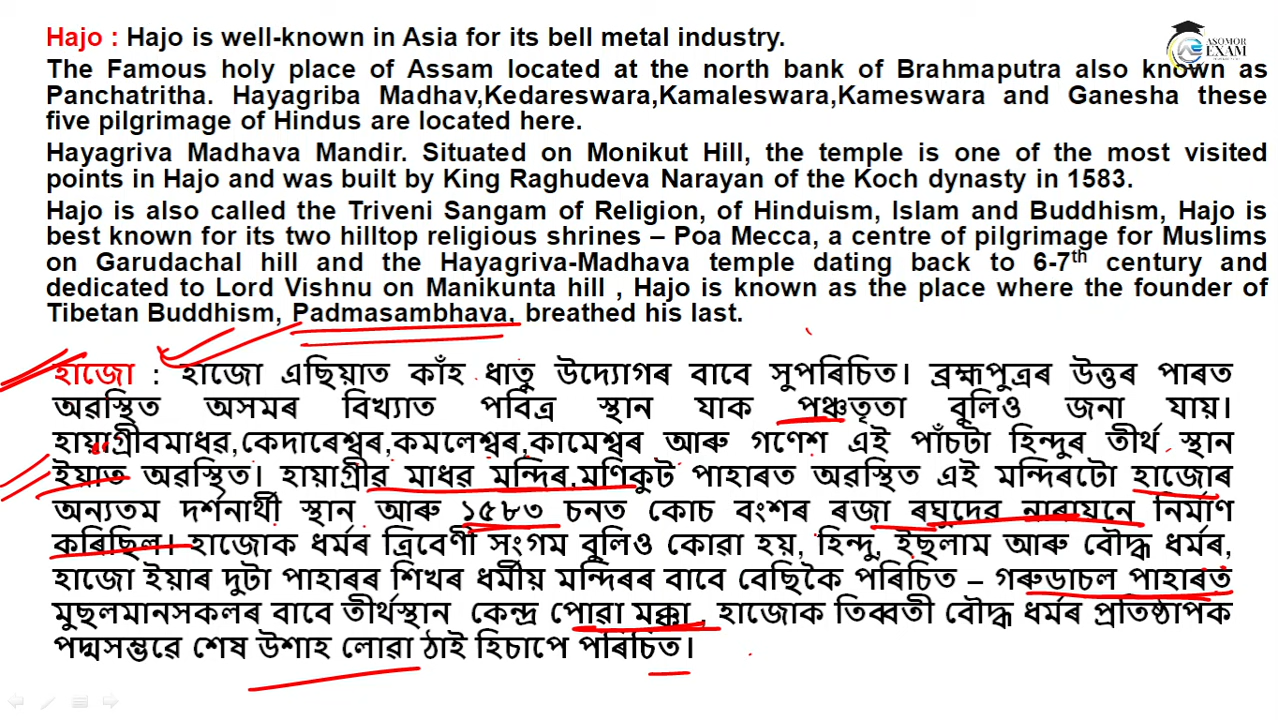 Hajo : Hajo is well-known in Asia for its bell metal industry.
ASOMOR
EXAM
The Famous holy place of Assam located at the north bank of Brahmaputra also known as
Panchatritha. Hayagriba Madhav,Kedareswara,Kamaleswara,Kameswara and Ganesha these
five pilgrimage of Hindus are located here.
Hayagriva Madhava Mandir. Situated on Monikut Hill, the temple is one of the most visited
points in Hajo and was built by King Raghudeva Narayan of the Koch dynasty in 1583.
Hajo is also called the Triveni Sangam of Religion, of Hinduism, Islam and Buddhism, Hajo is
best known for its two hilltop religious shrines – Poa Mecca, a centre of pilgrimage for Muslims
on Garudachal hill and the Hayagriva-Madhava temple dating back to 6-7th century and
dedicated to Lord Vishnu on Manikunta hill , Hajo is known as the place where the founder of
Tibetan Buddhism, Padmasambhava, breathed his last.
হাজো : হাজো এছিয়াত কাঁহ ধাতু উদ্যোগৰ বাবে সুপৰিচিত। ব্ৰহ্মপুত্ৰৰ উত্তৰ পাৰত
অৱস্থিত অসমৰ বিখ্যাত পবিত্ৰ স্থান যাক পঞ্চতৃতা বুলিও জনা যায়।
হায়াগ্ৰীবমাধৱ,কেদাৰেশ্বৰ,কমলেশ্বৰ,কামেশ্বৰ আৰু গণেশ এই পাঁচটা হিন্দুৰ তীৰ্থ স্থান
ইয়াত অৱস্থিত। হায়াগ্ৰীৱ মাধৱ মন্দিৰ.মণিকুট পাহাৰত অৱস্থিত এই মন্দিৰটো হাজোৰ
অন্যতম দৰ্শনাৰ্থী স্থান আৰু ১৫৮৩ চনত কোচ বংশৰ ৰজা ৰঘুদেৱ নাৰায়নে নিৰ্মাণ
কৰিছিল। হাজোক ধৰ্মৰ ত্ৰিবেণী সংগম বুলিও কোৱা হয়, হিন্দু, ইছলাম আৰু বৌদ্ধ ধৰ্মৰ,
হাজো ইয়াৰ দুটা পাহাৰৰ শিখৰ ধৰ্মীয় মন্দিৰৰ বাবে বেছিকৈ পৰিচিত – গৰুডাচল পাহাৰত
মুছলমানসকলৰ বাবে তীৰ্থস্থান কেন্দ্ৰ পোৱা মক্কা , হাজোক তিব্বতী বৌদ্ধ ধৰ্মৰ প্ৰতিষ্ঠাপক
পদ্মসম্ভৱে শেষ উশাহ লোৱা ঠাই হিচাপে পৰিচিত।